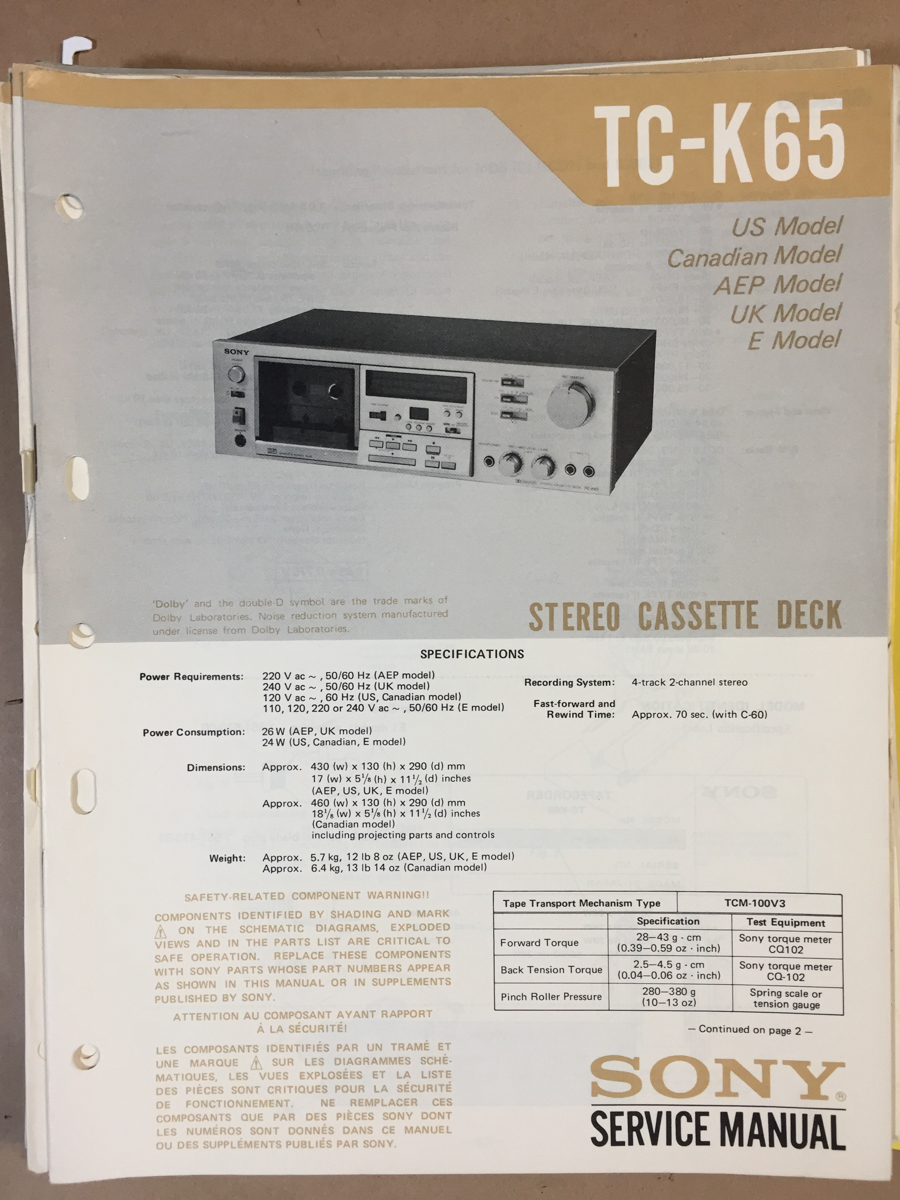 TC-K65
US Model
Canadian Model
AEP Model
UK Model
E Model
SONY
'Dolby' and the double-D symbol are the trade marks of
Dolby Laboratories. Noise reduction system manufactured
under license from Dolby Laboratories.
STEREO CASSETTE DECK
SPECIFICATIONS
Power Requirements: 220 V ac ~ , 50/60 Hz (AEP model)
240 V ac ~ , 50/60 Hz (UK model)
120 V ac ~ , 60 Hz (US, Canadian model)
110, 120, 220 or 240 V ac ~ , 50/60 Hz (E model)
Power Consumption: 26 W (AEP, UK model)
24 W (US, Canadian, E model)
Dimensions: Approx. 430 (w) x 130 (h) x 290 (d) mm
17 (w) x 5 1/8 (h) x 11 1/2 (d) inches
(AEP, US, UK, E model)
Approx. 460 (w) x 130 (h) x 290 (d) mm
18 1/8 (w) x 5 1/8 (h) x 11 1/2 (d) inches
(Canadian model)
including projecting parts and controls
Weight: Approx. 5.7 kg, 12 lb 8 oz (AEP, US, UK, E model)
Approx. 6.4 kg, 13 lb 14 oz (Canadian model)
Recording System: 4-track 2-channel stereo
Fast-forward and
Rewind Time: Approx. 70 sec. (with C-60)
SAFETY-RELATED COMPONENT WARNING!!
COMPONENTS IDENTIFIED BY SHADING AND MARK
⚠ ON THE SCHEMATIC DIAGRAMS, EXPLODED
VIEWS AND IN THE PARTS LIST ARE CRITICAL TO
SAFE OPERATION. REPLACE THESE COMPONENTS
WITH SONY PARTS WHOSE PART NUMBERS APPEAR
AS SHOWN IN THIS MANUAL OR IN SUPPLEMENTS
PUBLISHED BY SONY.
ATTENTION AU COMPOSANT AYANT RAPPORT
À LA SÉCURITÉ!
LES COMPOSANTS IDENTIFIÉS PAR UN TRAMÉ ET
UNE MARQUE ⚠ SUR LES DIAGRAMMES SCHÉ-
MATIQUES, LES VUES EXPLOSÉES ET LA LISTE
DES PIÈCES SONT CRITIQUES POUR LA SÉCURITÉ
DE FONCTIONNEMENT. NE REMPLACER CES
COMPOSANTS QUE PAR DES PIÈCES SONY DONT
LES NUMÉROS SONT DONNÉS DANS CE MANUEL
OU DES SUPPLÉMENTS PUBLIÉS PAR SONY.
Tape Transport Mechanism Type TCM-100V3
Specification Test Equipment
Forward Torque 28–43 g · cm (0.39–0.59 oz · inch) Sony torque meter CQ102
Back Tension Torque 2.5–4.5 g · cm (0.04–0.06 oz · inch) Sony torque meter CQ-102
Pinch Roller Pressure 280–380 g (10–13 oz) Spring scale or tension gauge
– Continued on page 2 –
SONY®
SERVICE MANUAL